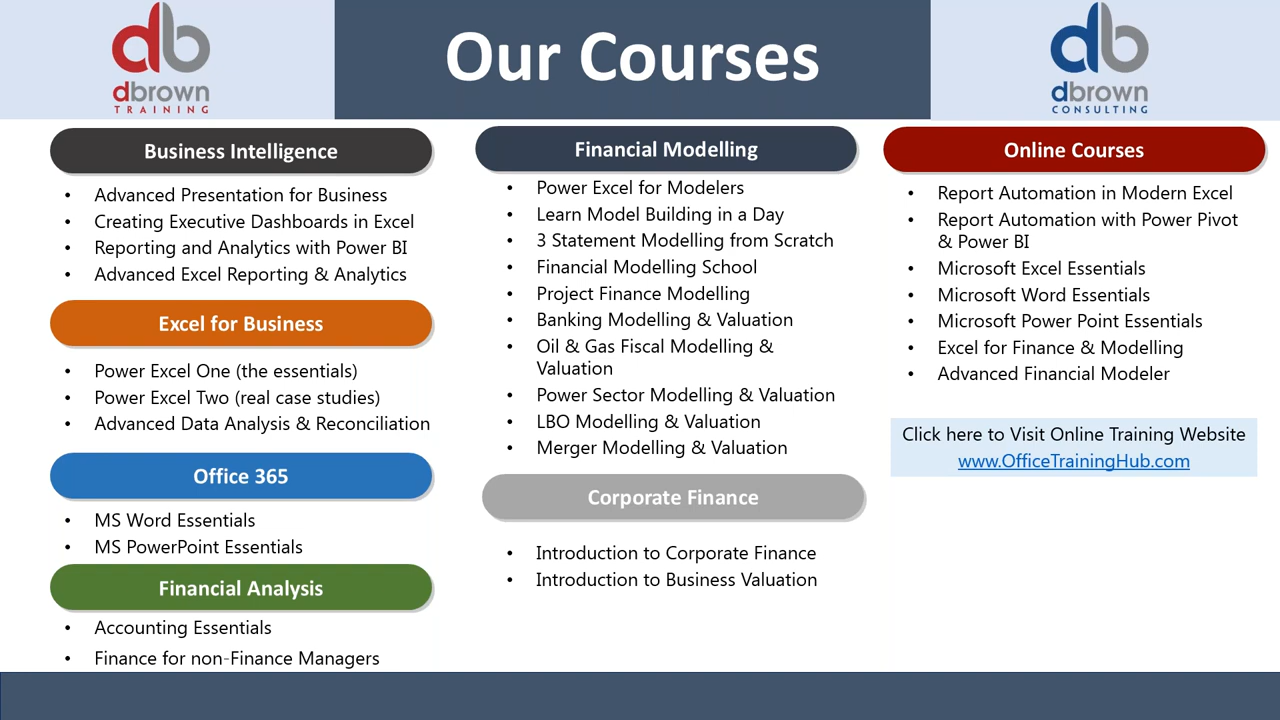 db
dbrown
TRAINING
Our Courses
db
dbrown
CONSULTING
Business Intelligence
• Advanced Presentation for Business
• Creating Executive Dashboards in Excel
• Reporting and Analytics with Power BI
• Advanced Excel Reporting & Analytics
Excel for Business
• Power Excel One (the essentials)
• Power Excel Two (real case studies)
• Advanced Data Analysis & Reconciliation
Office 365
• MS Word Essentials
• MS PowerPoint Essentials
Financial Analysis
• Accounting Essentials
• Finance for non-Finance Managers
Financial Modelling
• Power Excel for Modelers
• Learn Model Building in a Day
• 3 Statement Modelling from Scratch
• Financial Modelling School
• Project Finance Modelling
• Banking Modelling & Valuation
• Oil & Gas Fiscal Modelling &
Valuation
• Power Sector Modelling & Valuation
• LBO Modelling & Valuation
• Merger Modelling & Valuation
Corporate Finance
• Introduction to Corporate Finance
• Introduction to Business Valuation
Online Courses
• Report Automation in Modern Excel
• Report Automation with Power Pivot
& Power BI
• Microsoft Excel Essentials
• Microsoft Word Essentials
• Microsoft Power Point Essentials
• Excel for Finance & Modelling
• Advanced Financial Modeler
Click here to Visit Online Training Website
www.OfficeTrainingHub.com